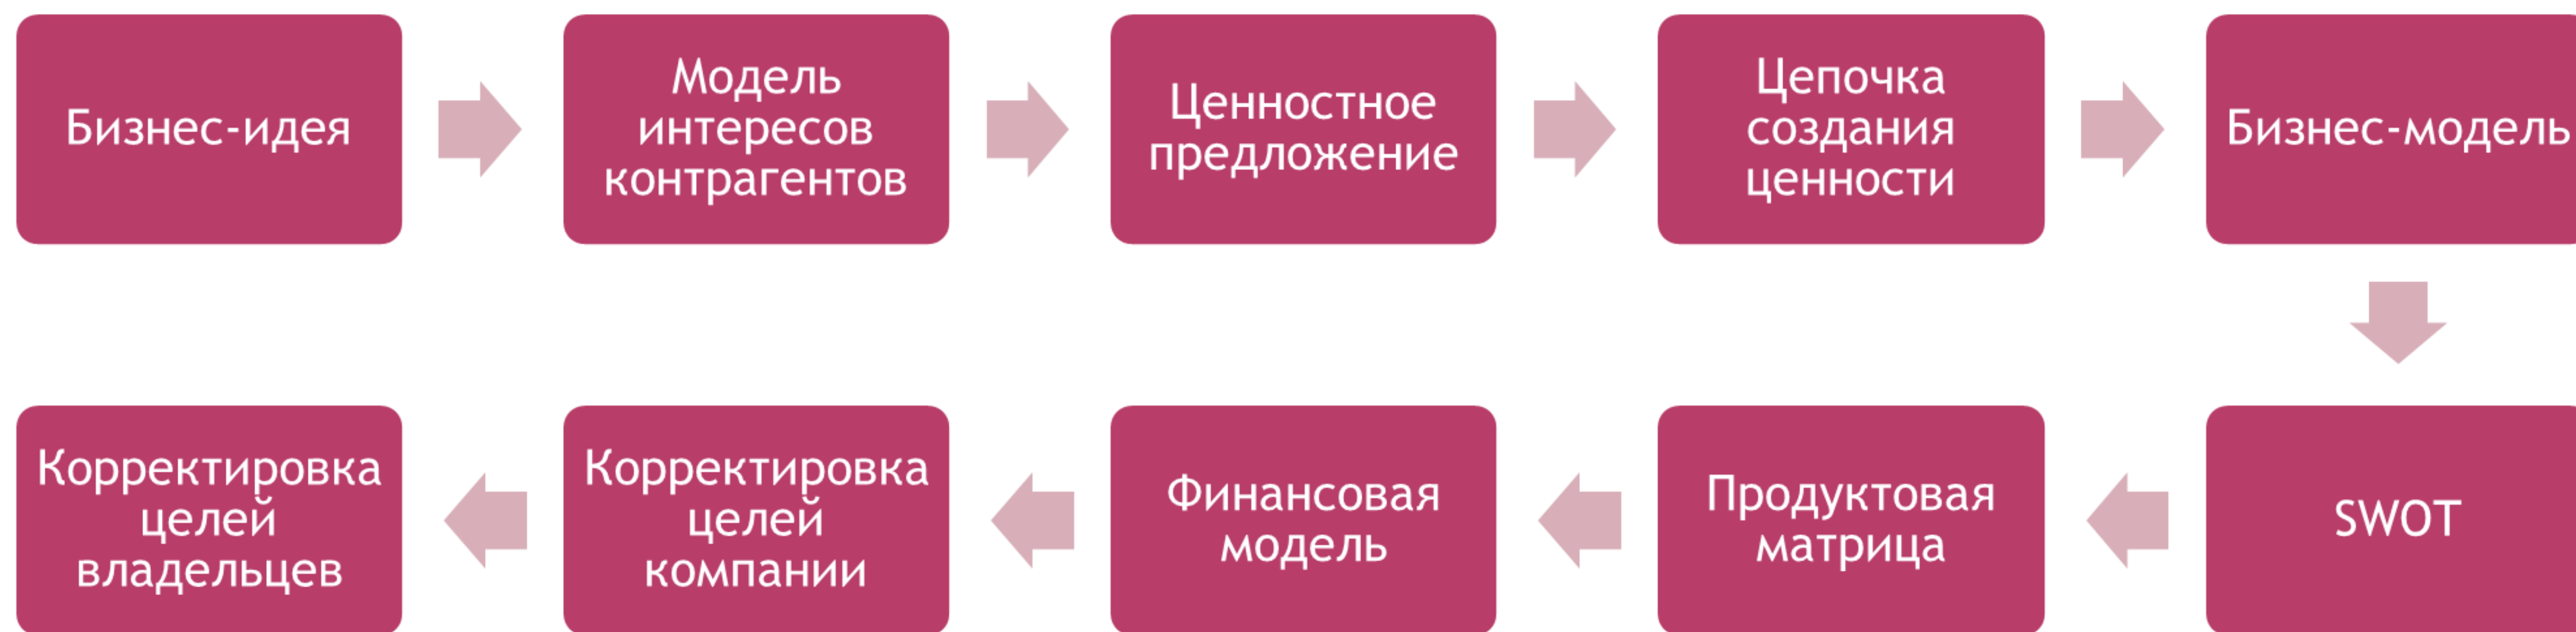 Бизнес-идея
Модель
интересов
контрагентов
Ценностное
предложение
Цепочка
создания
ценности
Бизнес-модель
SWOT
Продуктовая
матрица
Финансовая
модель
Корректировка
целей
компании
Корректировка
целей
владельцев